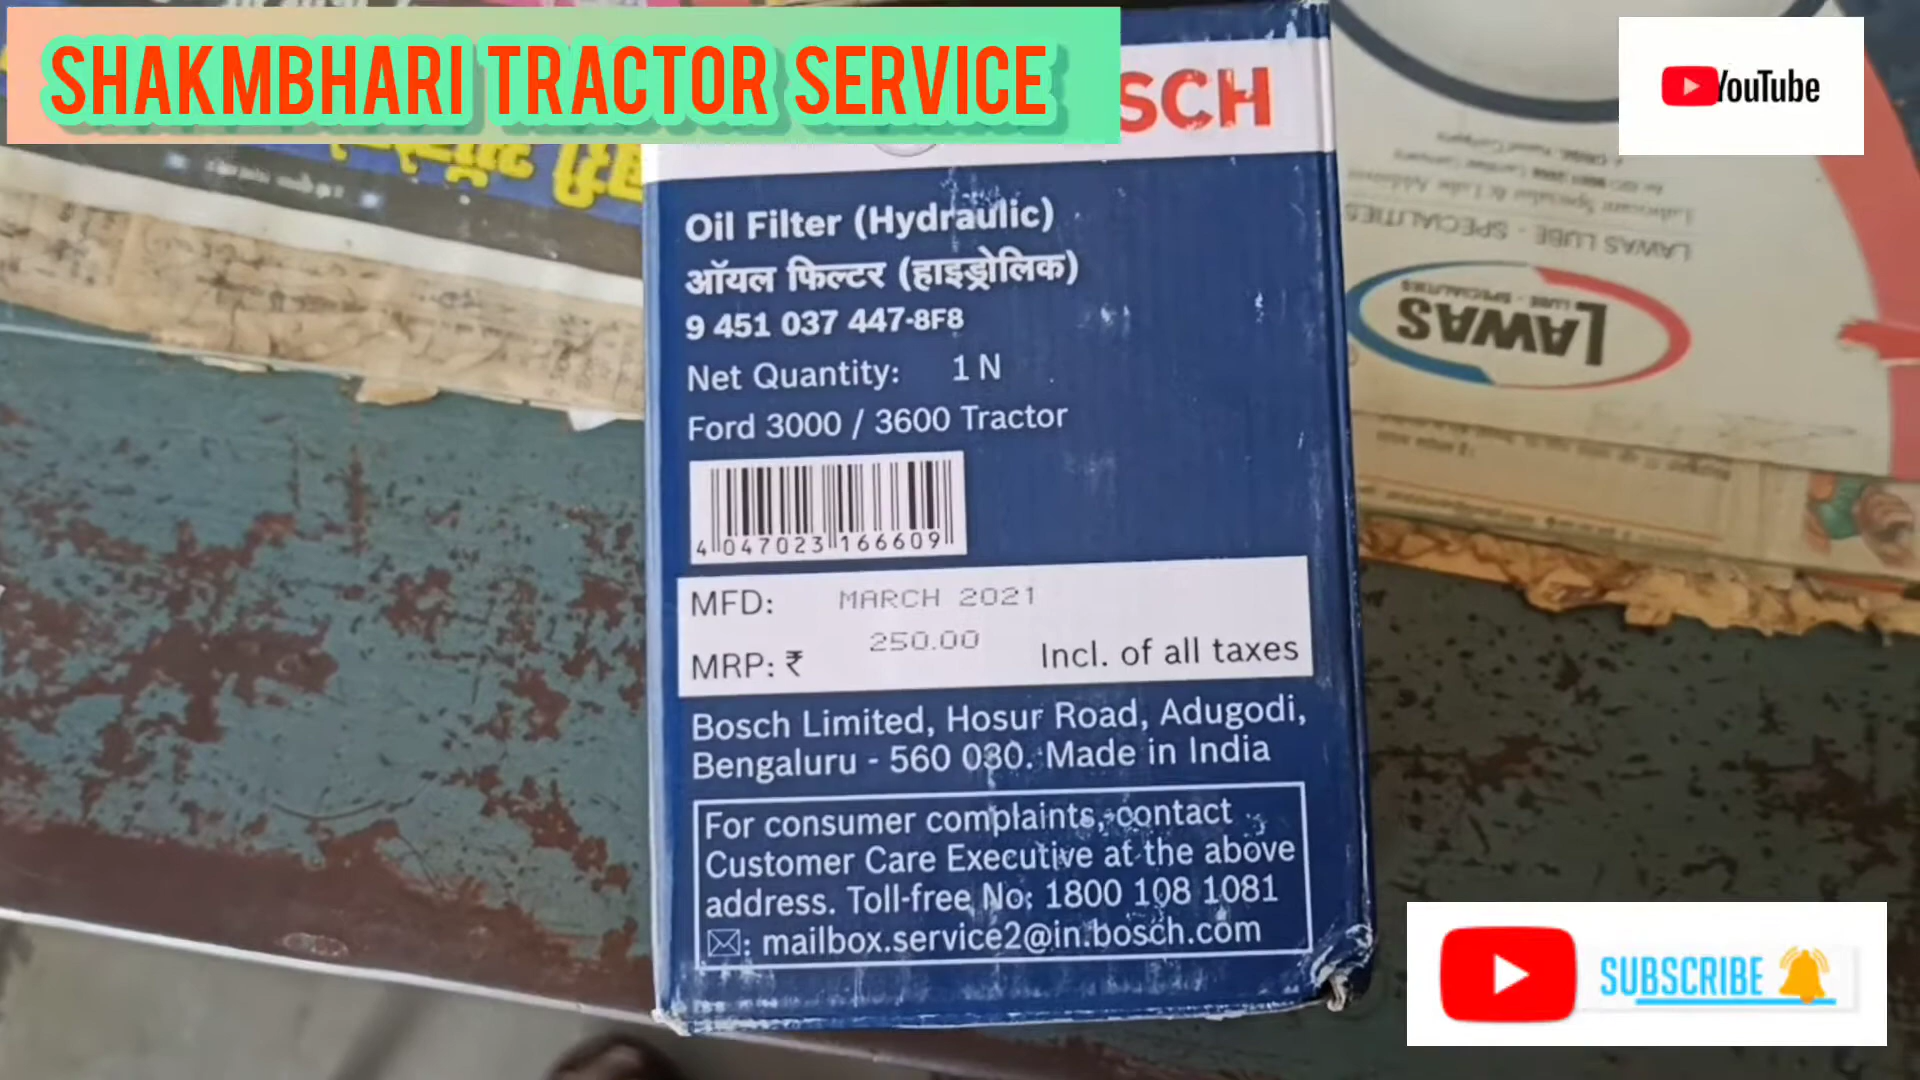 SHAKMBHARI TRACTOR SERVICE
SCH
YouTube
Oil Filter (Hydraulic)
ऑयल फिल्टर (हाइड्रोलिक)
9 451 037 447-8F8
Net Quantity: 1 N
Ford 3000 / 3600 Tractor
4 047023 166609
MFD: MARCH 2021
MRP: ₹ 250.00 Incl. of all taxes
Bosch Limited, Hosur Road, Adugodi,
Bengaluru - 560 030. Made in India
For consumer complaints, contact
Customer Care Executive at the above
address. Toll-free No: 1800 108 1081
✉: mailbox.service2@in.bosch.com
LAWAS LUBE - SPECIALITIES
LAWAS
LUBE - SPECIALITIES
SUBSCRIBE